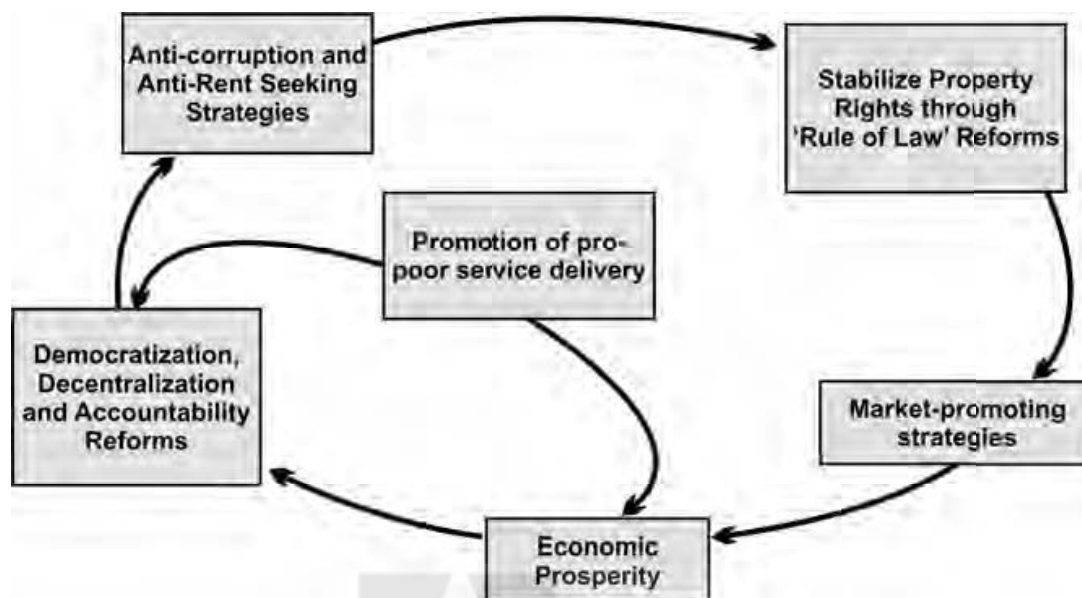 Anti-corruption and
Anti-Rent Seeking
Strategies
Stabilize Property
Rights through
'Rule of Law' Reforms
Promotion of pro-
poor service delivery
Democratization,
Decentralization
and Accountability
Reforms
Market-promoting
strategies
Economic
Prosperity